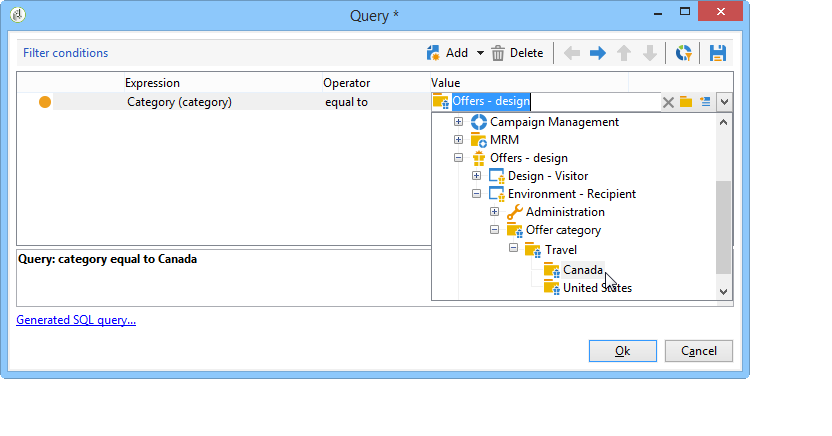 Query *
Filter conditions
Add
Delete
Expression Operator Value
Category (category) equal to Offers - design
Campaign Management
MRM
Offers - design
Design - Visitor
Environment - Recipient
Administration
Offer category
Travel
Canada
United States
Query: category equal to Canada
Generated SQL query...
Ok
Cancel